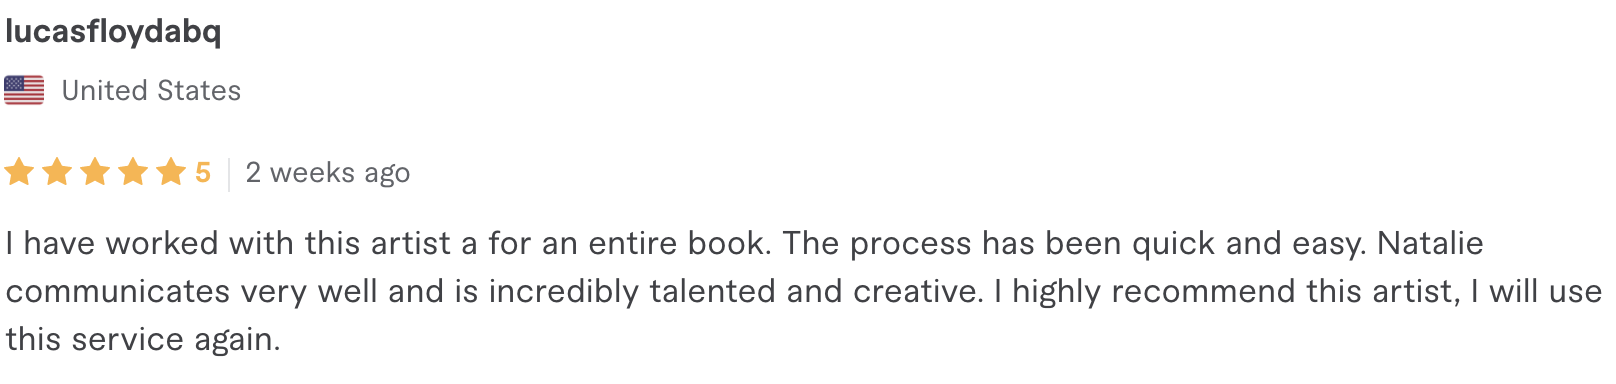 lucasfloydabq
United States
5 2 weeks ago
I have worked with this artist a for an entire book. The process has been quick and easy. Natalie
communicates very well and is incredibly talented and creative. I highly recommend this artist, I will use
this service again.